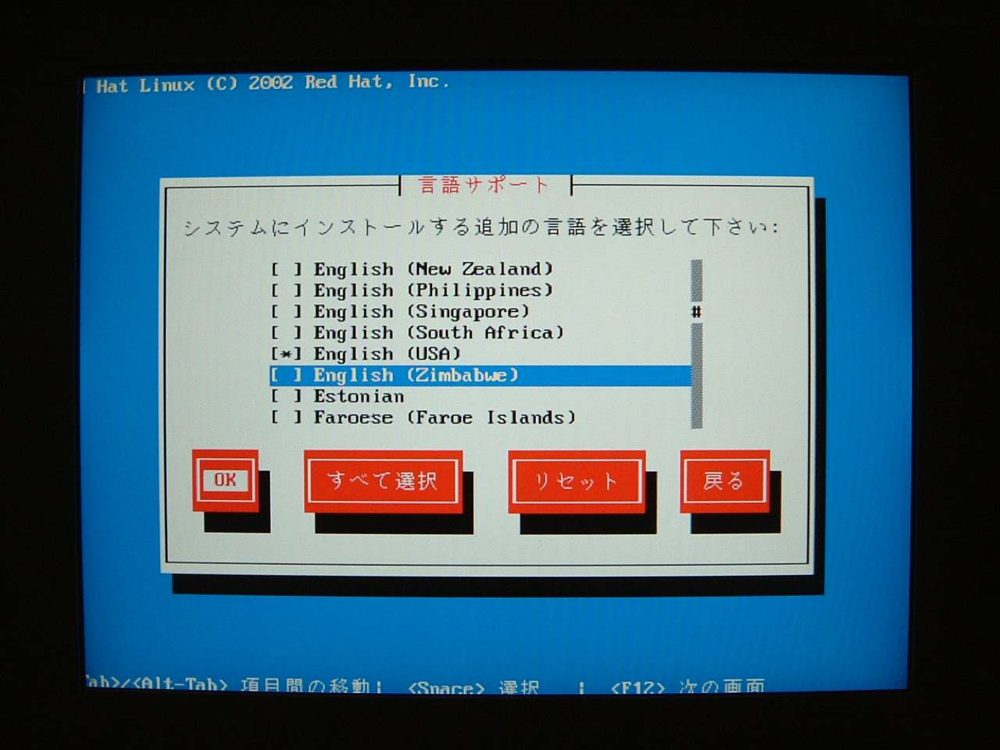 Hat Linux (C) 2002 Red Hat, Inc.
言語サポート
システムにインストールする追加の言語を選択して下さい:
[ ] English (New Zealand)
[ ] English (Philippines)
[ ] English (Singapore)
[ ] English (South Africa)
[*] English (USA)
[ ] English (Zimbabwe)
[ ] Estonian
[ ] Faroese (Faroe Islands)
#
OK すべて選択 リセット 戻る
Tab>/<Alt-Tab> 項目間の移動 | <Space> 選択 | <F12> 次の画面